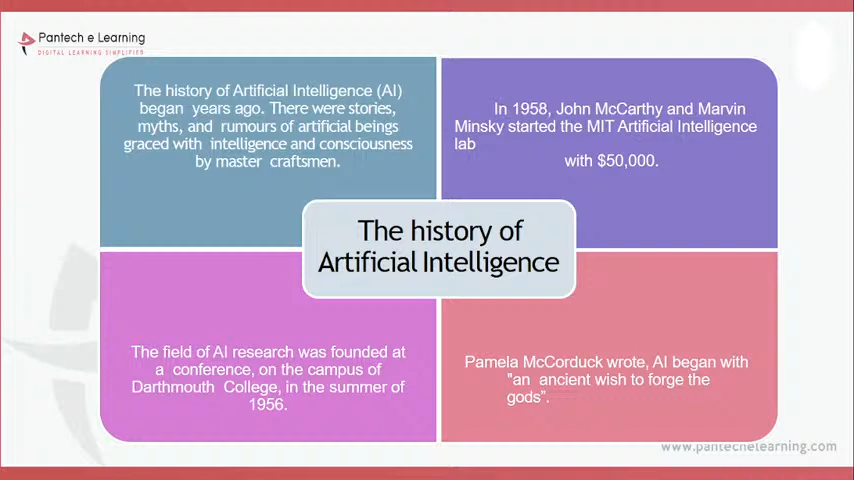 Pantech e Learning
DIGITAL LEARNING SIMPLIFIED
The history of Artificial Intelligence (AI)
began years ago. There were stories,
myths, and rumours of artificial beings
graced with intelligence and consciousness
by master craftsmen.
In 1958, John McCarthy and Marvin
Minsky started the MIT Artificial Intelligence
lab
with $50,000.
The history of
Artificial Intelligence
The field of AI research was founded at
a conference, on the campus of
Darthmouth College, in the summer of
1956.
Pamela McCorduck wrote, AI began with
"an ancient wish to forge the
gods”.
www.pantechelearning.com